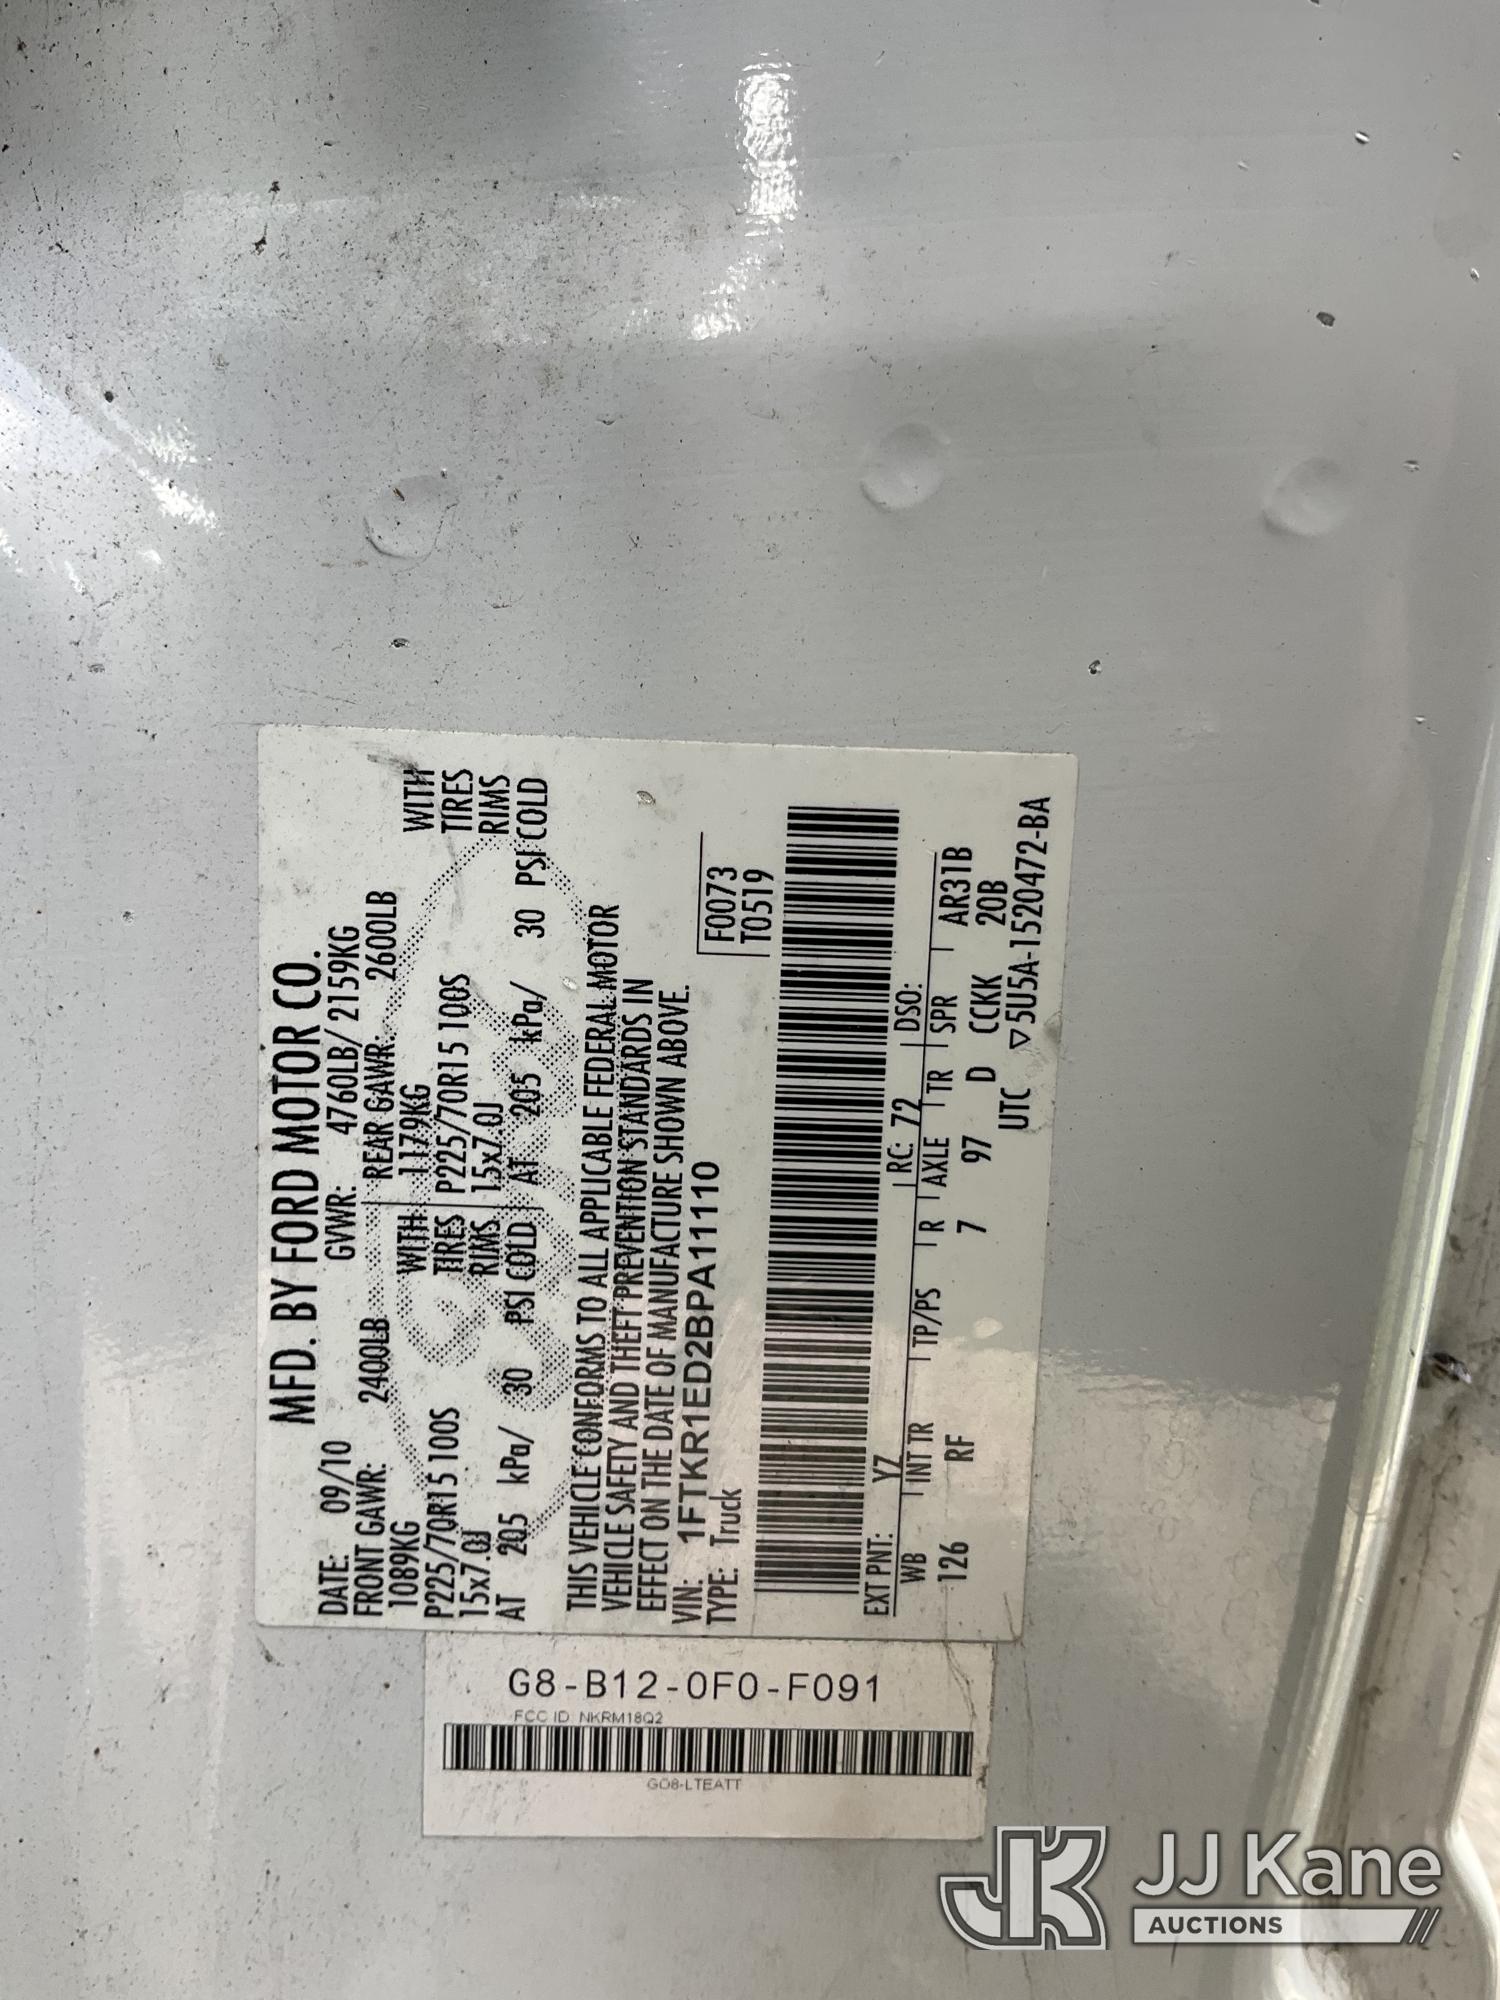 MFD. BY FORD MOTOR CO.
DATE: 09/10 GVWR: 4760LB/ 2159KG
FRONT GAWR: 2400LB REAR GAWR: 2600LB
1089KG WITH 1179KG WITH
P225/70R15 100S TIRES P225/70R15 100S TIRES
15x7.0J RIMS 15x7.0J RIMS
AT 205 kPa/ 30 PSI COLD AT 205 kPa/ 30 PSI COLD
THIS VEHICLE CONFORMS TO ALL APPLICABLE FEDERAL MOTOR
VEHICLE SAFETY AND THEFT PREVENTION STANDARDS IN
EFFECT ON THE DATE OF MANUFACTURE SHOWN ABOVE.
VIN: 1FTKR1ED2BPA11110 F0073
TYPE: Truck T0519
EXT PNT: YZ RC: 72 DSO:
WB INT TR TP/PS R AXLE TR SPR AR31B
126 RF 7 97 D CCKK 20B
UTC ▽5U5A-1520472-BA
G8-B12-0F0-F091
FCC ID NKRM18Q2
GO8-LTEATT
JK JJ Kane
AUCTIONS